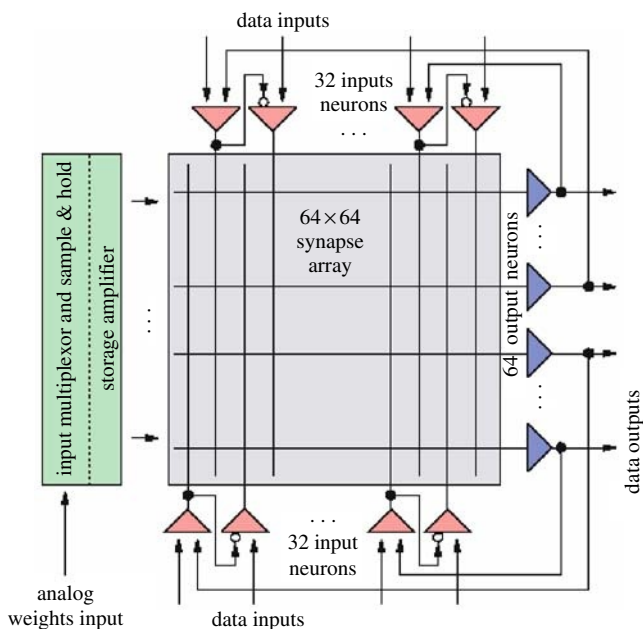 data inputs
32 inputs
neurons
. . .
input multiplexor and sample & hold
storage amplifier
. . .
64×64
synapse
array
64 output neurons
. . .
. . .
data outputs
. . .
32 input
neurons
analog
weights input
data inputs